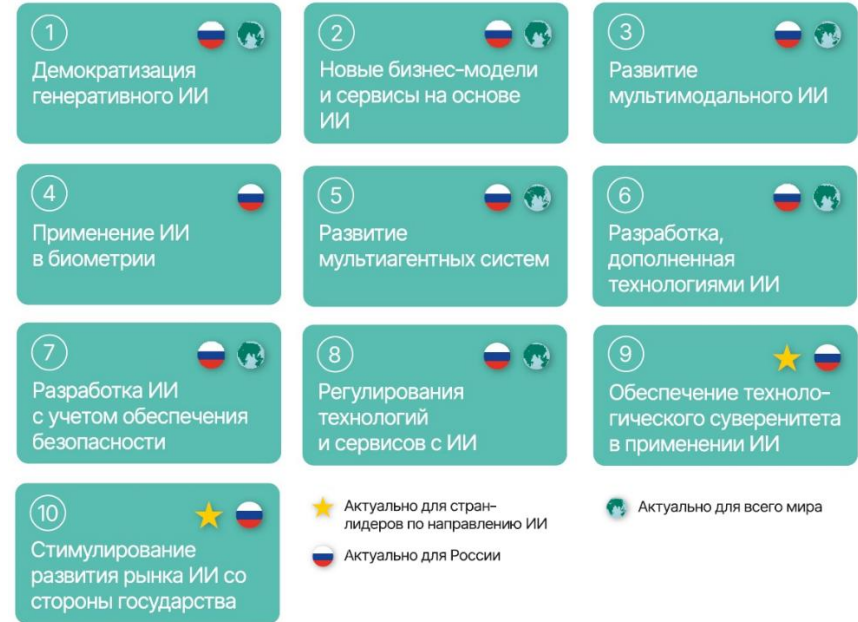 1
Демократизация
генеративного ИИ
2
Новые бизнес-модели
и сервисы на основе
ИИ
3
Развитие
мультимодального ИИ
4
Применение ИИ
в биометрии
5
Развитие
мультиагентных систем
6
Разработка,
дополненная
технологиями ИИ
7
Разработка ИИ
с учетом обеспечения
безопасности
8
Регулирования
технологий
и сервисов с ИИ
9
Обеспечение техноло-
гического суверенитета
в применении ИИ
10
Стимулирование
развития рынка ИИ со
стороны государства
Актуально для стран-
лидеров по направлению ИИ
Актуально для России
Актуально для всего мира